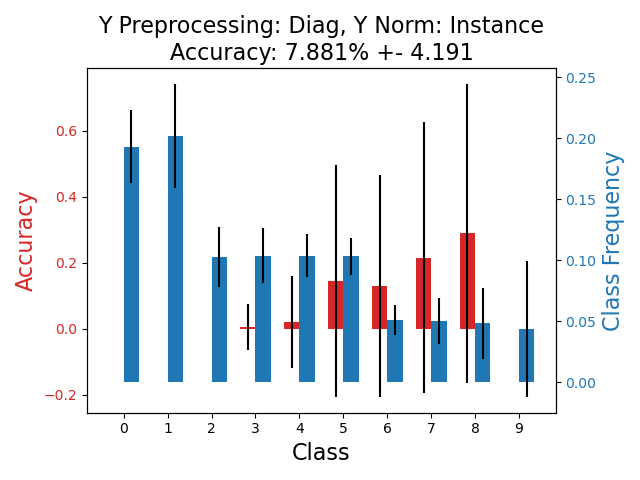 Y Preprocessing: Diag, Y Norm: Instance
Accuracy: 7.881% +- 4.191
Accuracy
0.6
0.4
0.2
0.0
−0.2
0.25
0.20
0.15
0.10
0.05
0.00
Class Frequency
0 1 2 3 4 5 6 7 8 9
Class